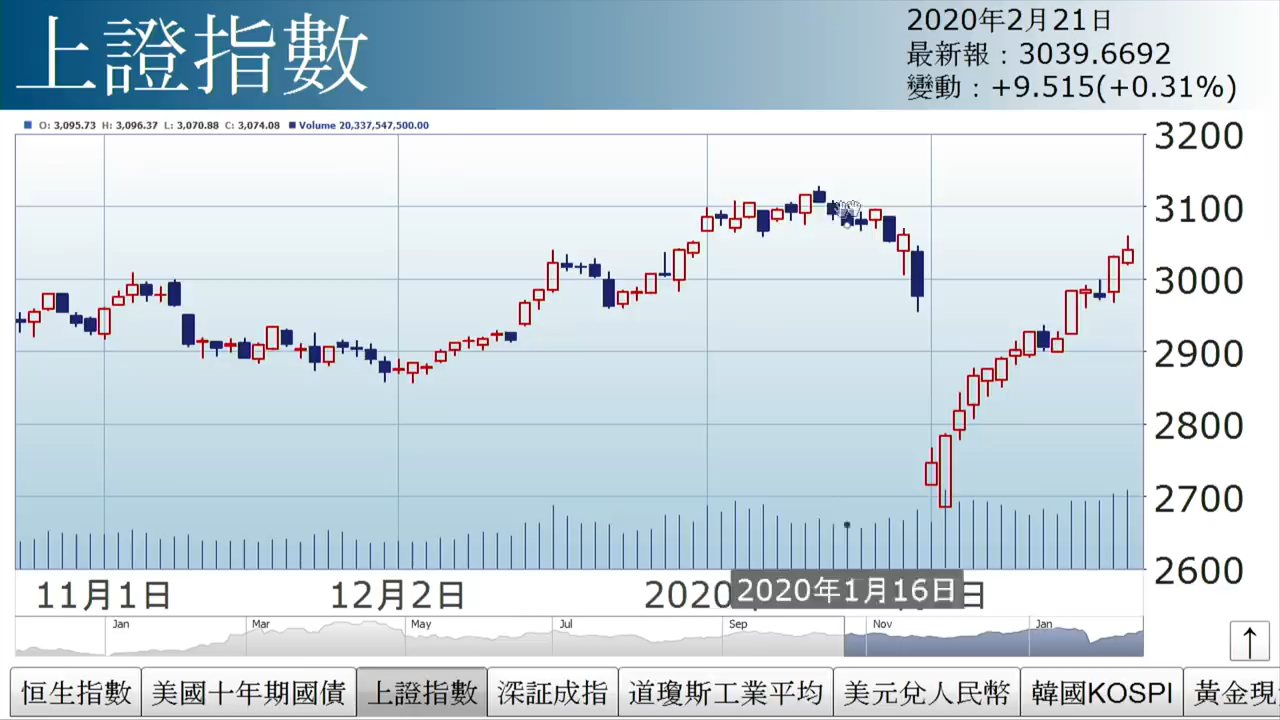 上證指數
2020年2月21日
最新報：3039.6692
變動：+9.515(+0.31%)
O: 3,095.73 H: 3,096.37 L: 3,070.88 C: 3,074.08 Volume 20,337,547,500.00
3200
3100
3000
2900
2800
2700
2600
11月1日 12月2日 2020 2020年1月16日 日
Jan Mar May Jul Sep Nov Jan
↑
恒生指數 美國十年期國債 上證指數 深証成指 道瓊斯工業平均 美元兌人民幣 韓國KOSPI 黃金現